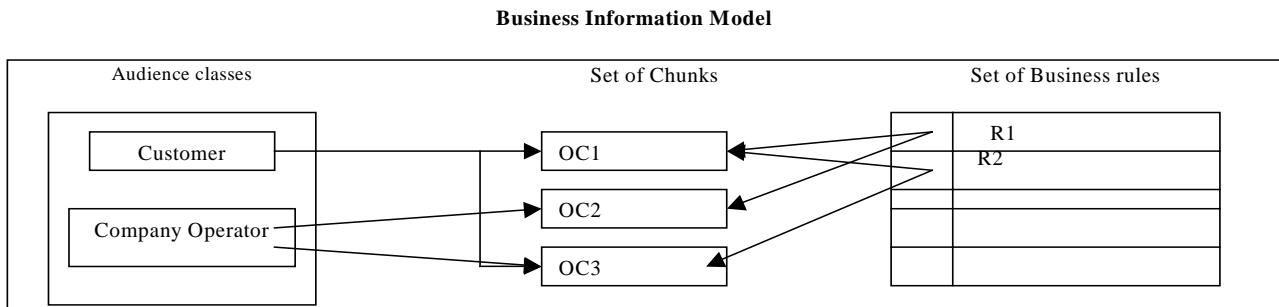 Business Information Model
Audience classes
Set of Chunks
Set of Business rules
Customer
OC1
R1
R2
OC2
Company Operator
OC3